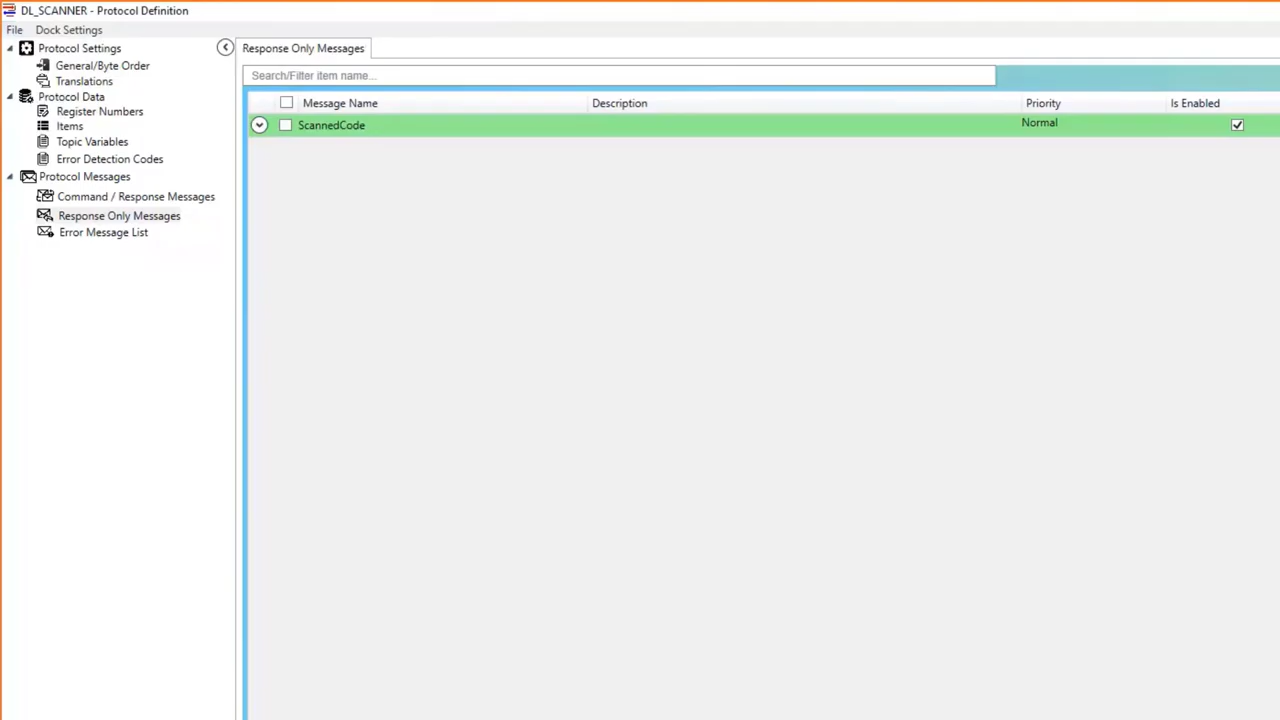 DL_SCANNER - Protocol Definition
File Dock Settings
Protocol Settings
General/Byte Order
Translations
Protocol Data
Register Numbers
Items
Topic Variables
Error Detection Codes
Protocol Messages
Command / Response Messages
Response Only Messages
Error Message List
Response Only Messages
Search/Filter item name...
Message Name Description Priority Is Enabled
ScannedCode Normal